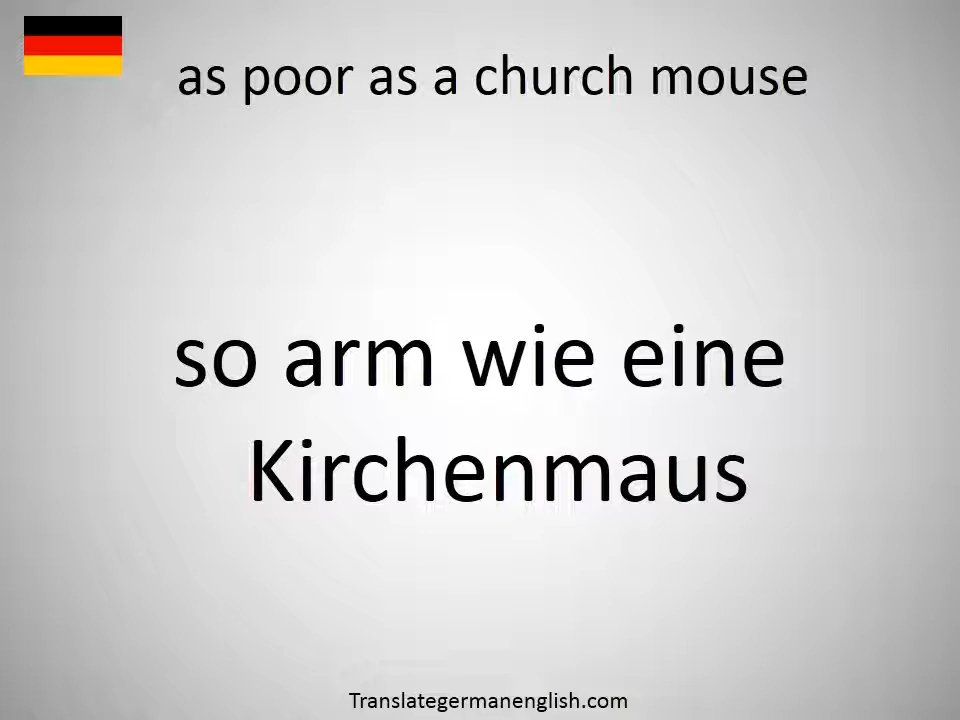 as poor as a church mouse
so arm wie eine
Kirchenmaus
Translategermanenglish.com